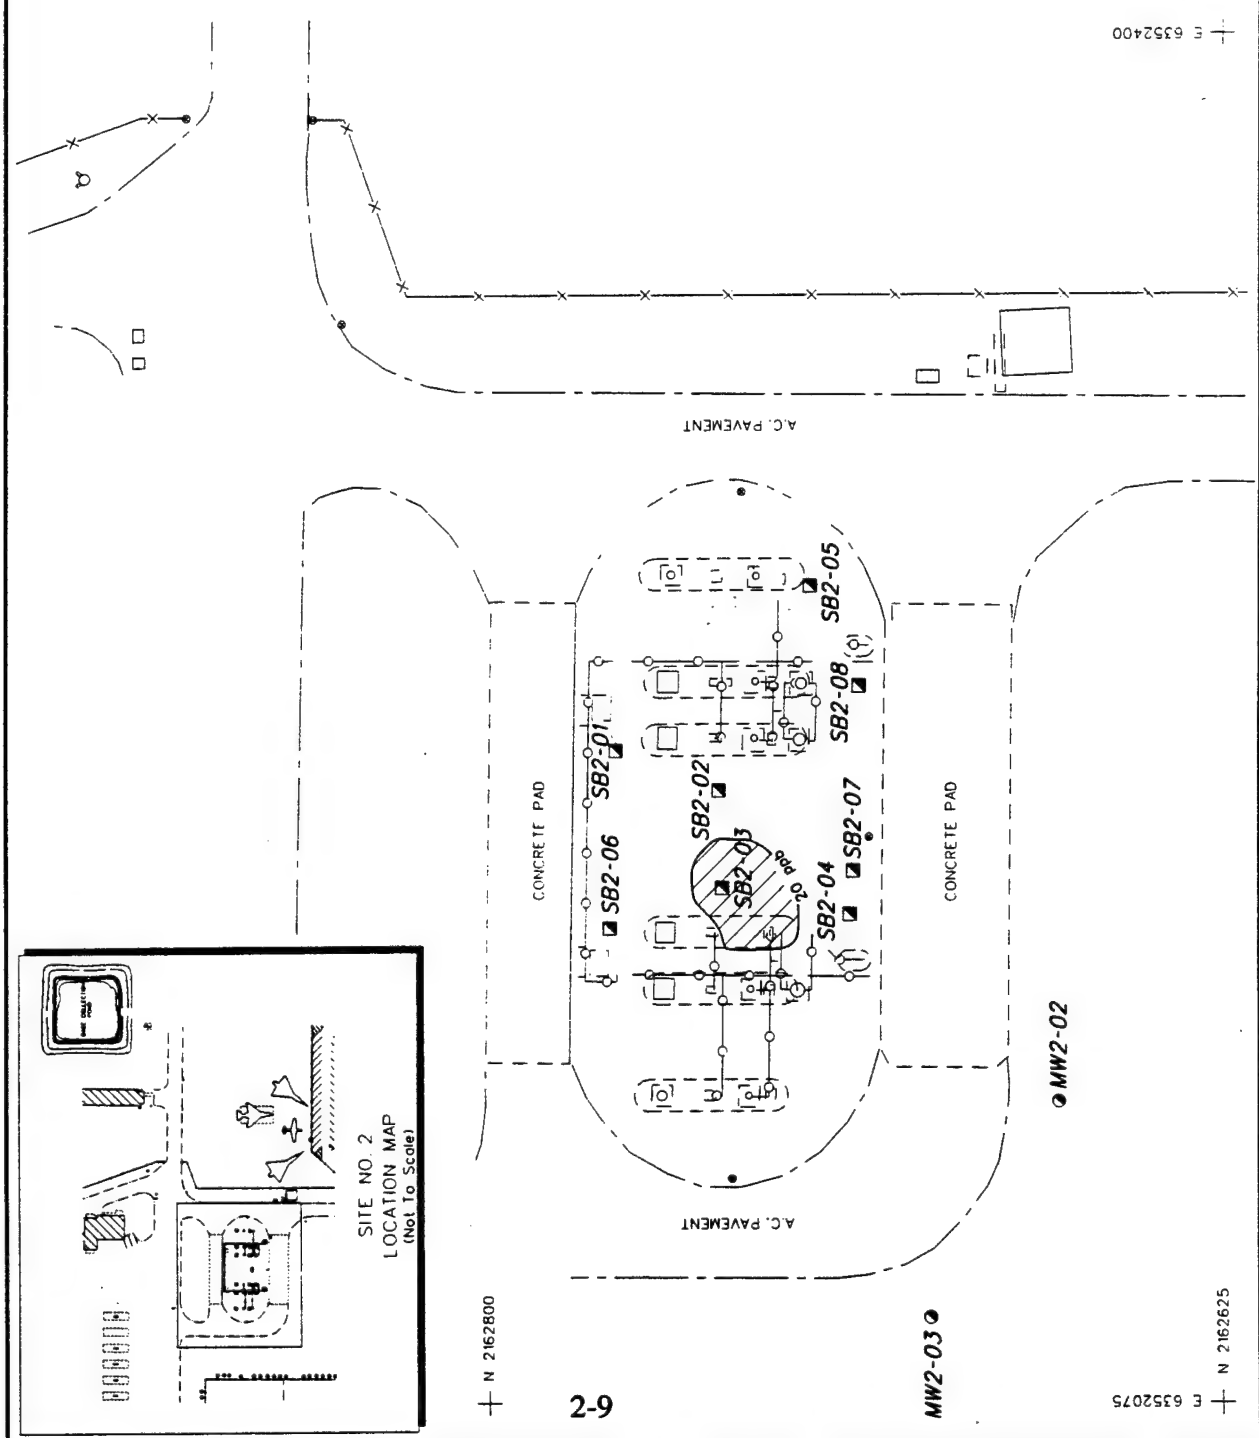 E 6352400
A.C. PAVEMENT
SB2-05
SB2-08
SB2-01
SB2-02
SB2-07
SB2-03
SB2-06
20 ppb
SB2-04
CONCRETE PAD
CONCRETE PAD
MW2-02
A.C. PAVEMENT
MW2-03
SITE NO. 2
LOCATION MAP
(Not To Scale)
N 2162800
N 2162625
E 6352075
2-9